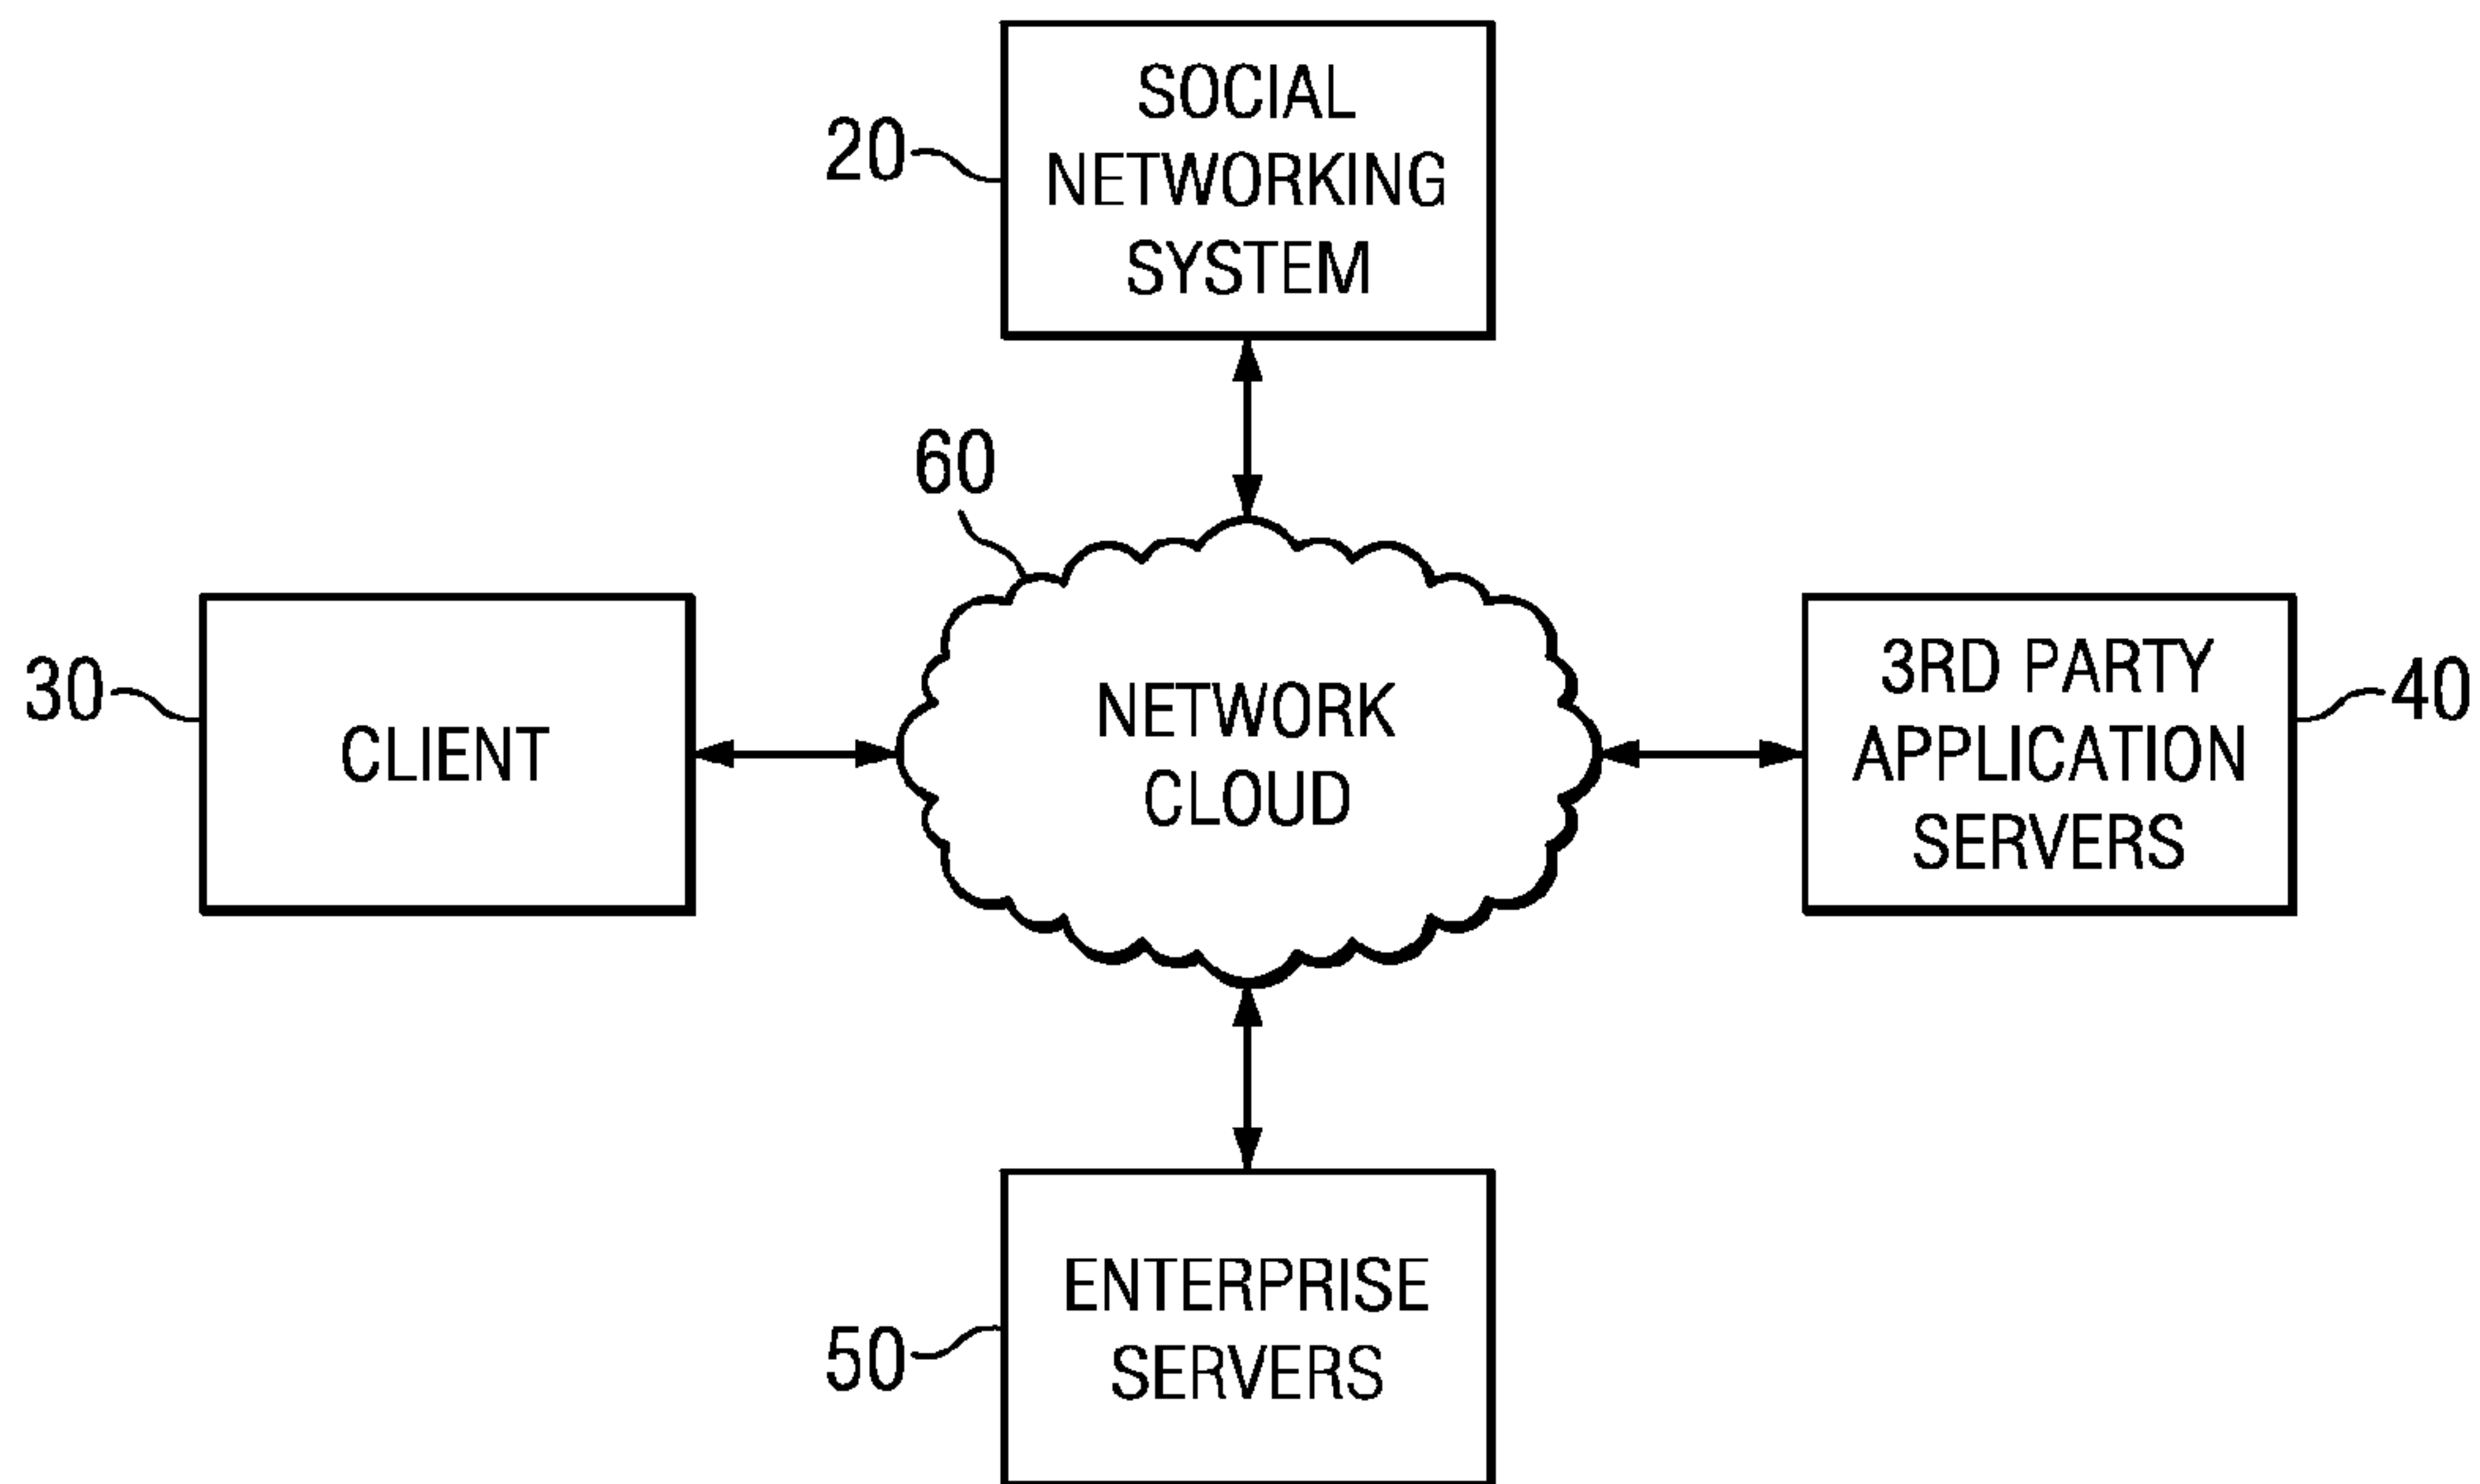 SOCIAL
NETWORKING
SYSTEM
20
60
30
CLIENT
NETWORK
CLOUD
3RD PARTY
APPLICATION
SERVERS
40
ENTERPRISE
SERVERS
50